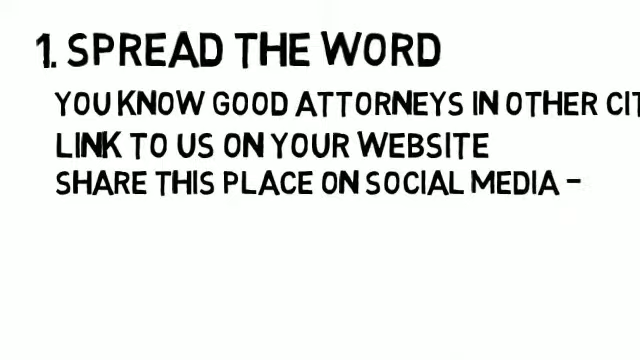 1. SPREAD THE WORD
YOU KNOW GOOD ATTORNEYS IN OTHER CIT
LINK TO US ON YOUR WEBSITE
SHARE THIS PLACE ON SOCIAL MEDIA –